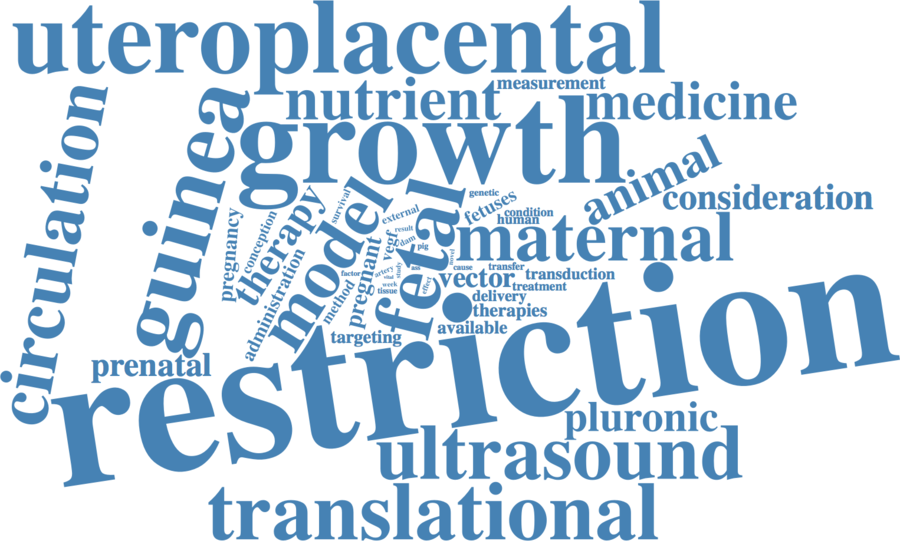 uteroplacental
measurement
nutrient
medicine
circulation
guinea
growth
animal
consideration
genetic
fetuses
condition
human
survival
external
result
dam
pig
vegf
conception
pregnancy
therapy
model
fetal
maternal
administration
pregnant
method
factor
artery
vital
study
week
tissue
effect
cause
transfer
vector
transduction
treatment
delivery
therapies
available
targeting
prenatal
restriction
pluronic
ultrasound
translational